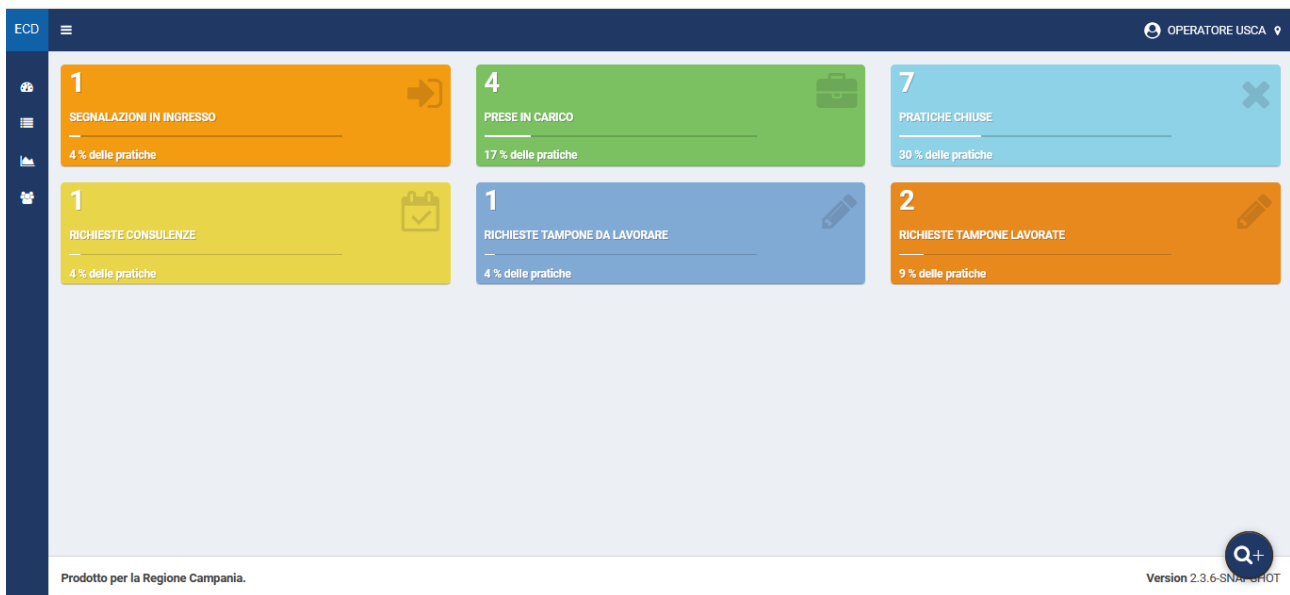 ECD
OPERATORE USCA
1
SEGNALAZIONI IN INGRESSO
4 % delle pratiche
4
PRESE IN CARICO
17 % delle pratiche
7
PRATICHE CHIUSE
30 % delle pratiche
1
RICHIESTE CONSULENZE
4 % delle pratiche
1
RICHIESTE TAMPONE DA LAVORARE
4 % delle pratiche
2
RICHIESTE TAMPONE LAVORATE
9 % delle pratiche
Prodotto per la Regione Campania.
Version 2.3.6-SNAPSHOT